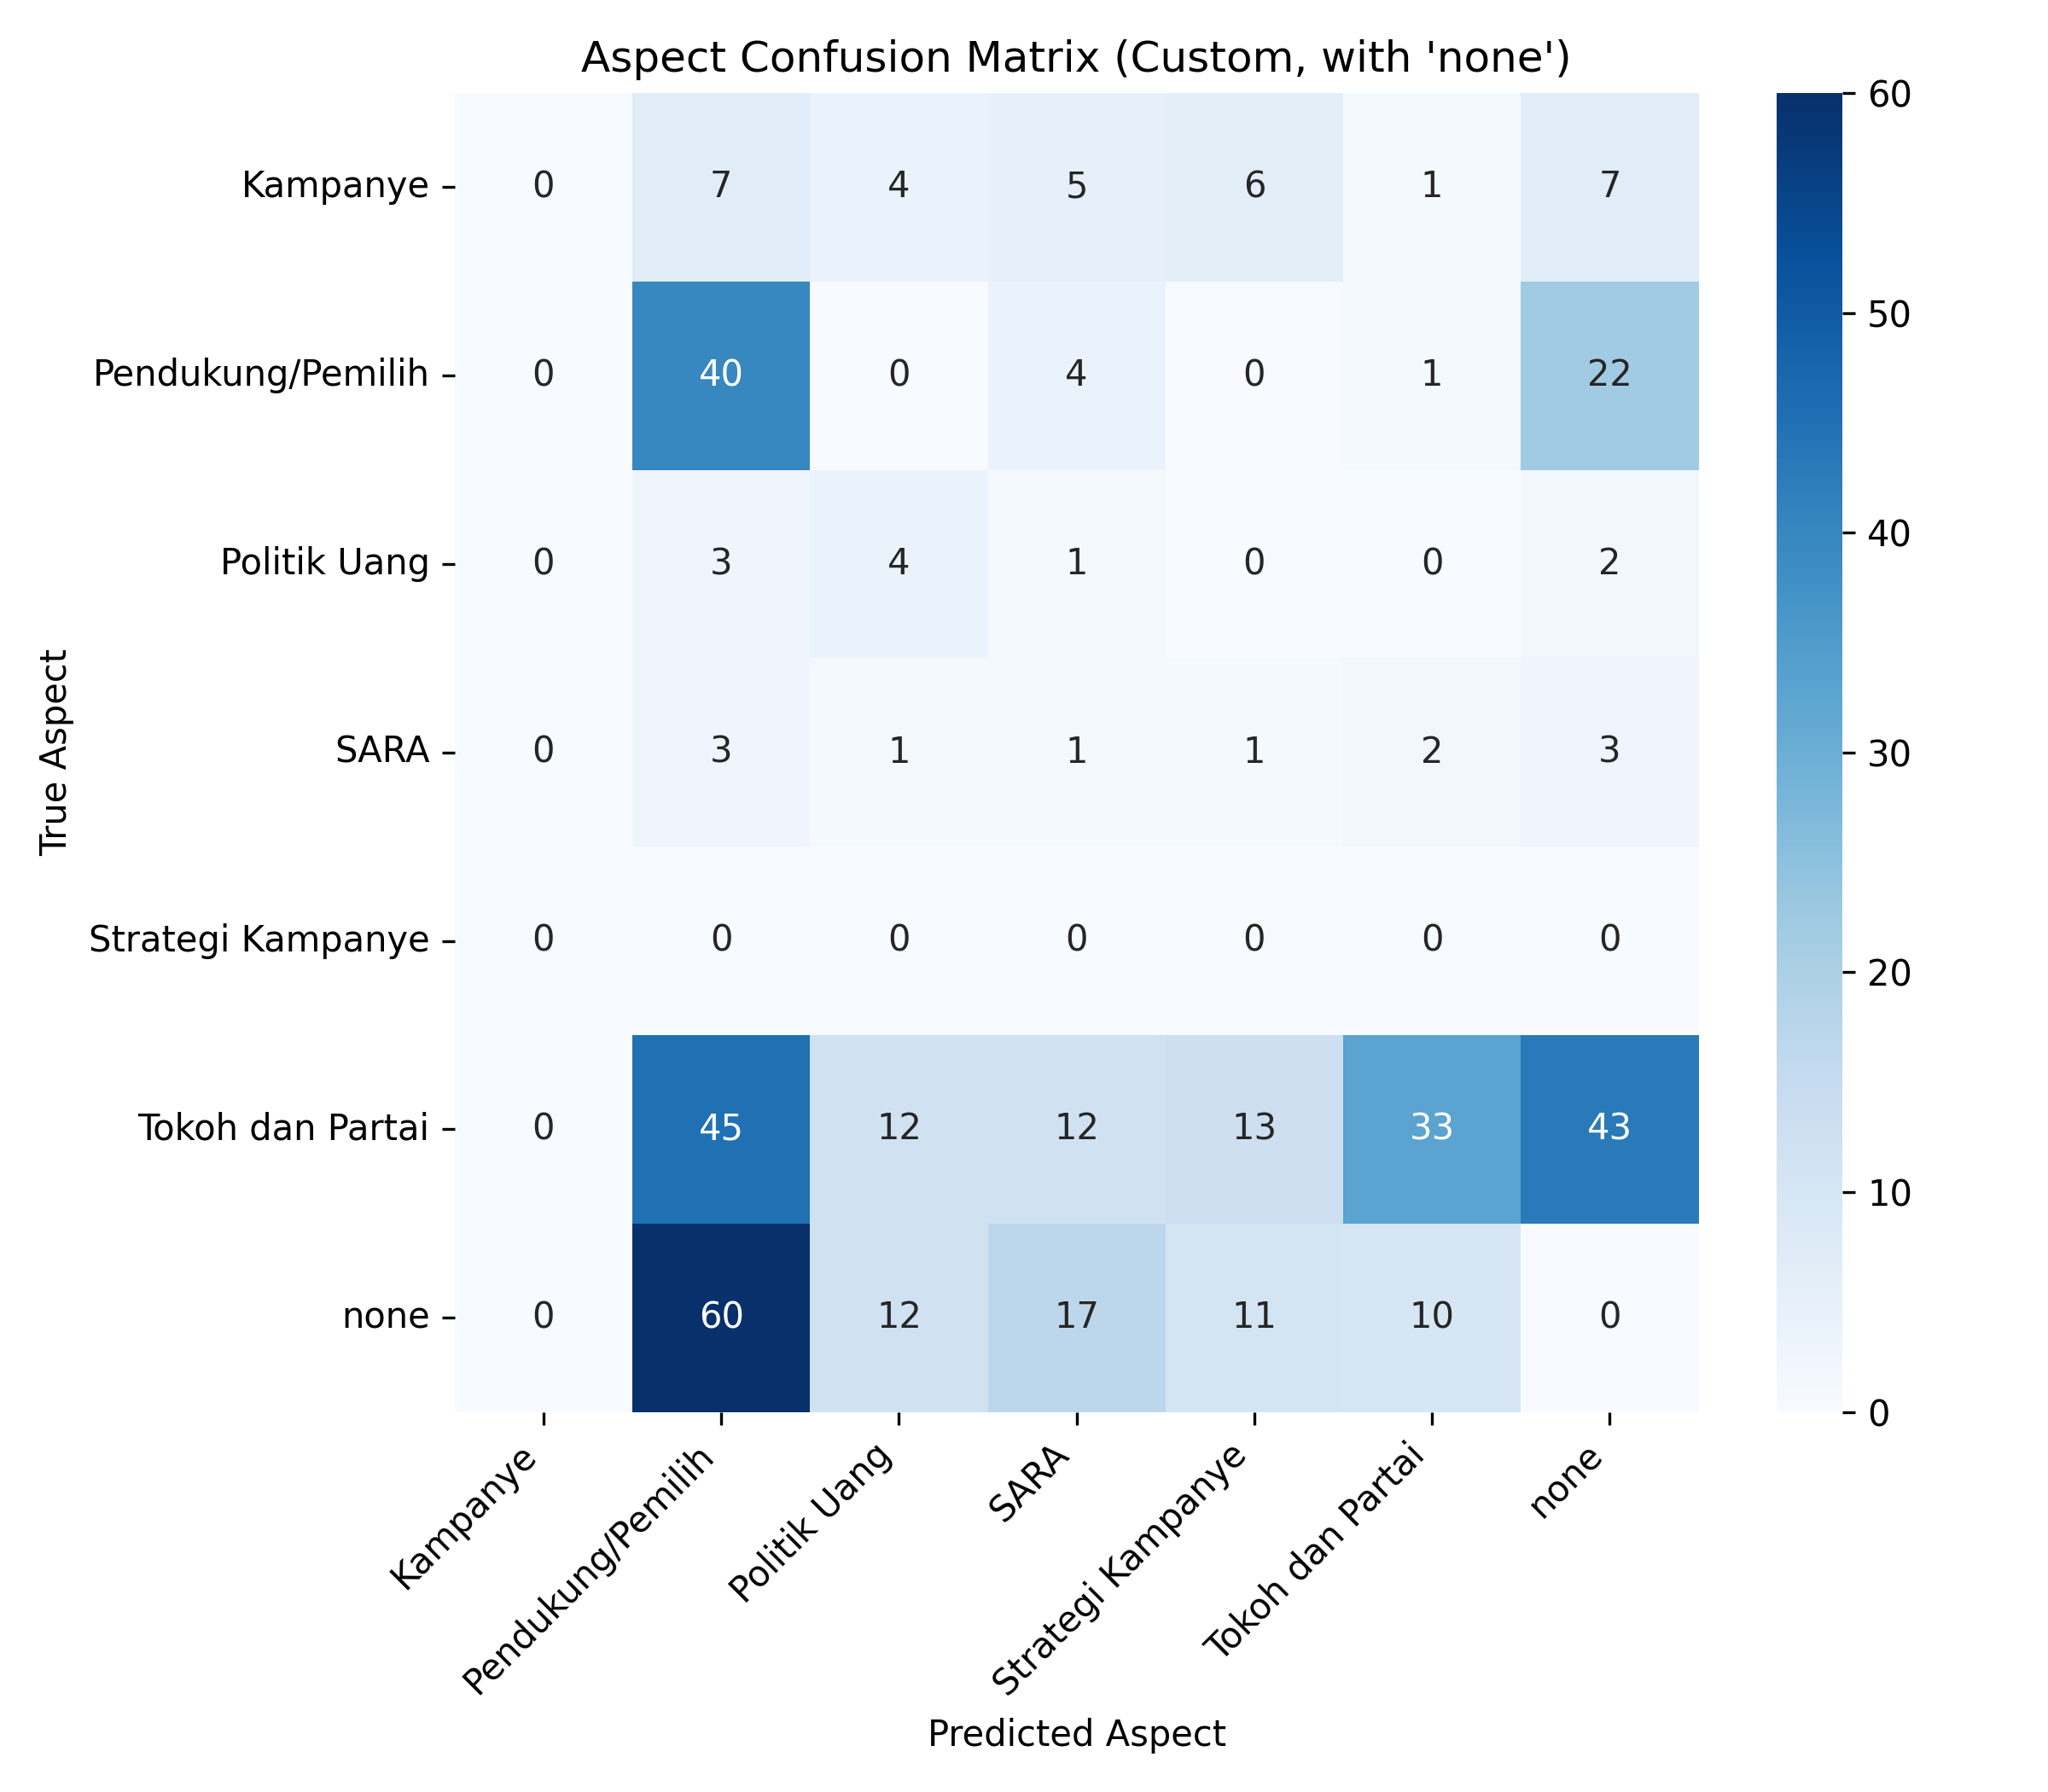 Aspect Confusion Matrix (Custom, with 'none')
Kampanye 0 7 4 5 6 1 7
Pendukung/Pemilih 0 40 0 4 0 1 22
Politik Uang 0 3 4 1 0 0 2
SARA 0 3 1 1 1 2 3
Strategi Kampanye 0 0 0 0 0 0 0
Tokoh dan Partai 0 45 12 12 13 33 43
none 0 60 12 17 11 10 0
True Aspect
Kampanye
Pendukung/Pemilih
Politik Uang
SARA
Strategi Kampanye
Tokoh dan Partai
none
Predicted Aspect
60
50
40
30
20
10
0